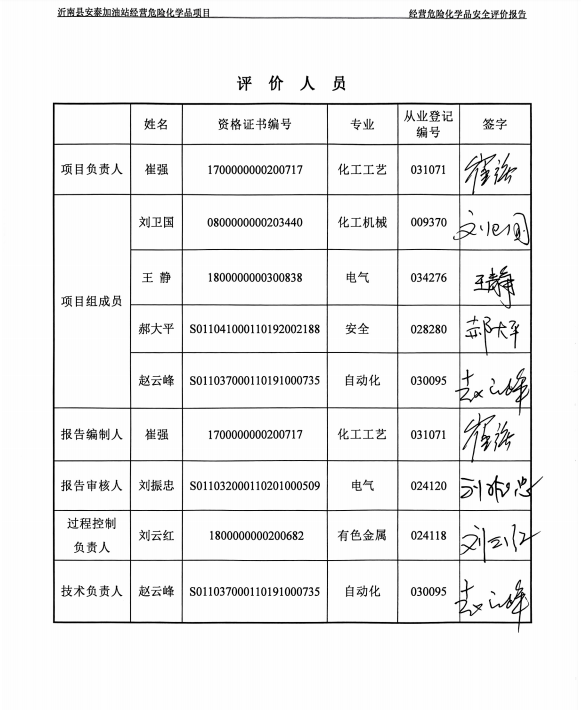 沂南县安泰加油站经营危险化学品项目 经营危险化学品安全评价报告
评 价 人 员
姓名 资格证书编号 专业 从业登记编号 签字
项目负责人 崔强 1700000000200717 化工工艺 031071 崔强
项目组成员 刘卫国 0800000000203440 化工机械 009370 刘卫国
王 静 1800000000300838 电气 034276 王静
郝大平 S011041000110192002188 安全 028280 郝大平
赵云峰 S011037000110191000735 自动化 030095 赵云峰
报告编制人 崔强 1700000000200717 化工工艺 031071 崔强
报告审核人 刘振忠 S011032000110201000509 电气 024120 刘振忠
过程控制
负责人 刘云红 1800000000200682 有色金属 024118 刘云红
技术负责人 赵云峰 S011037000110191000735 自动化 030095 赵云峰